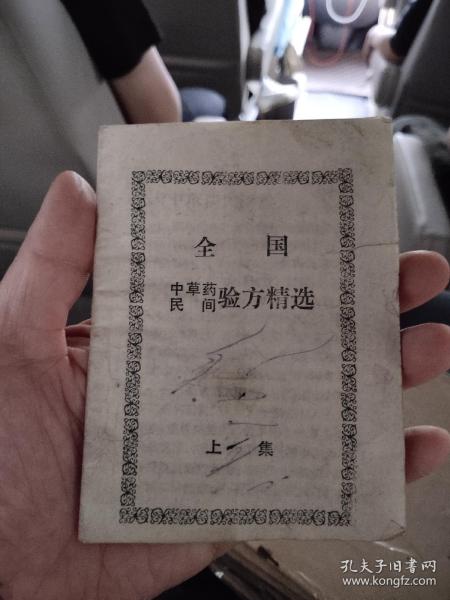 全国
中草药
民间 验方精选
上集
孔夫子旧书网
www.kongfz.com